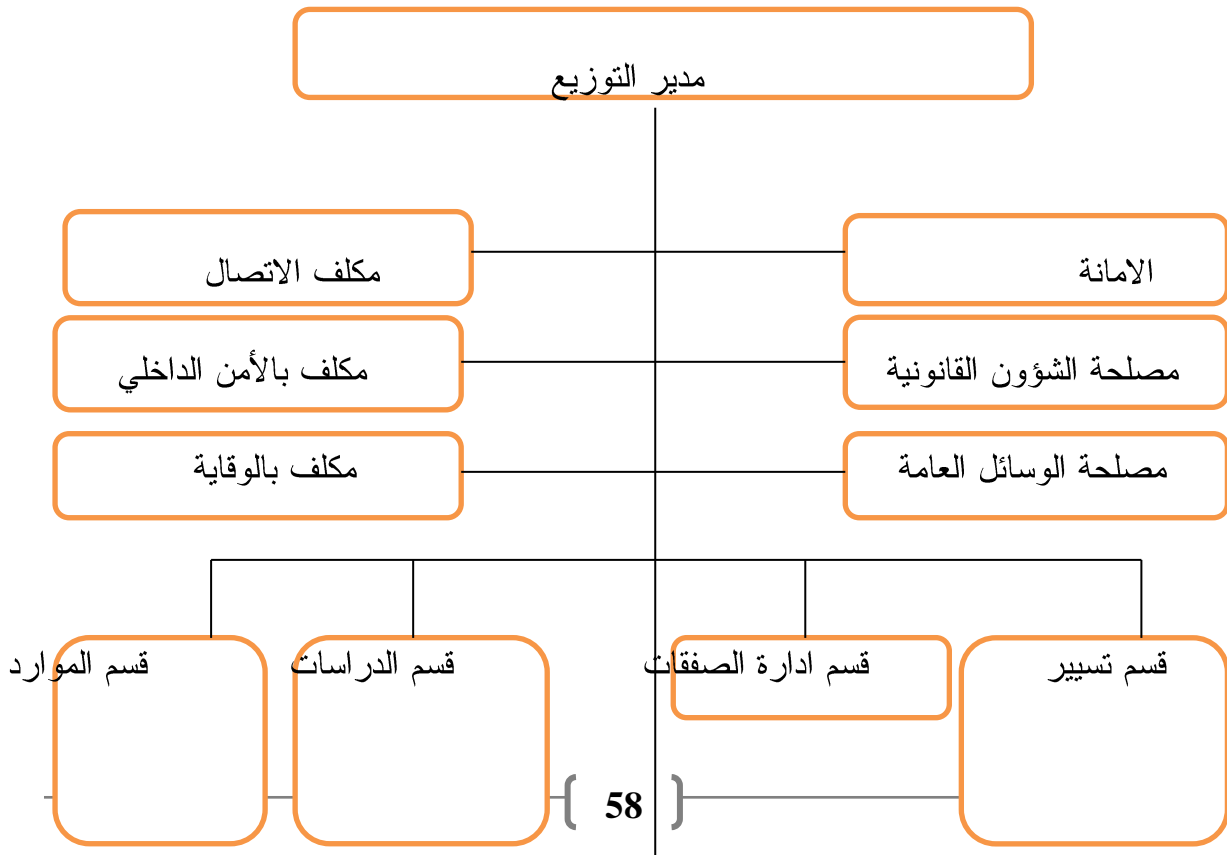 مدير التوزيع
الامانة
مكلف الاتصال
مصلحة الشؤون القانونية
مكلف بالأمن الداخلي
مصلحة الوسائل العامة
مكلف بالوقاية
قسم تسيير
قسم ادارة الصفقات
قسم الدراسات
قسم الموارد
58